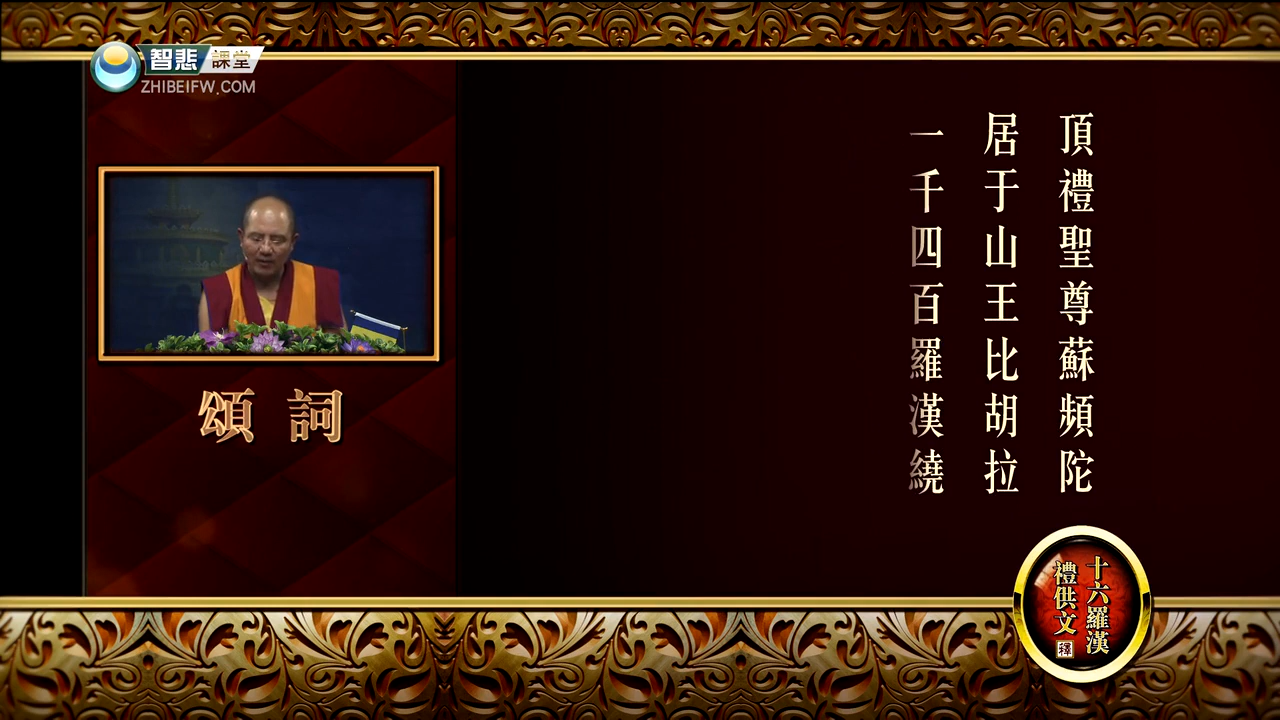 智悲課堂
ZHIBEIFW.COM
頌詞
頂禮聖尊蘇頻陀
居于山王比胡拉
一千四百羅漢繞
十六羅漢
禮供文
釋